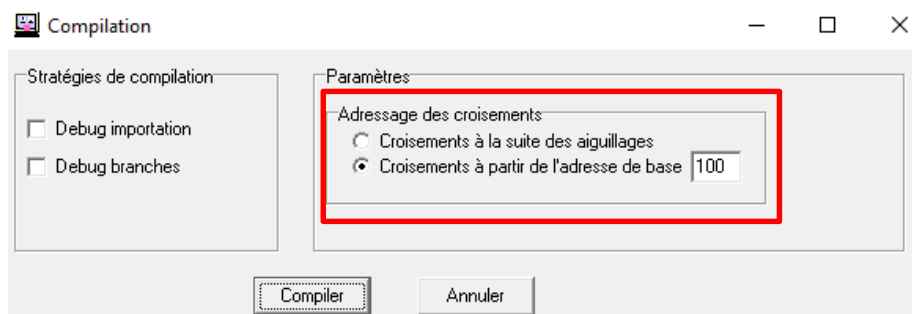 Compilation
Stratégies de compilation
Debug importation
Debug branches
Paramètres
Adressage des croisements
Croisements à la suite des aiguillages
Croisements à partir de l'adresse de base 100
Compiler
Annuler